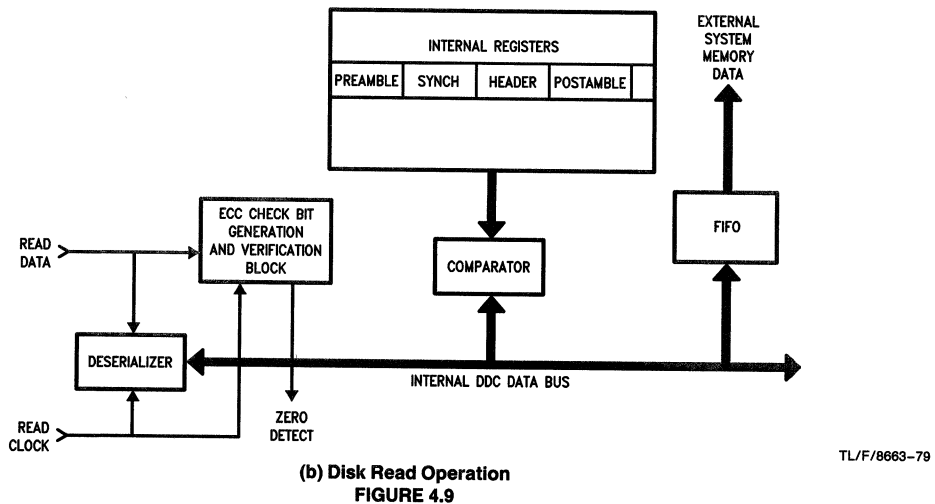 EXTERNAL
SYSTEM
MEMORY
DATA
INTERNAL REGISTERS
PREAMBLE SYNCH HEADER POSTAMBLE
ECC CHECK BIT
GENERATION
AND VERIFICATION
BLOCK
FIFO
READ
DATA
COMPARATOR
DESERIALIZER
INTERNAL DDC DATA BUS
ZERO
DETECT
READ
CLOCK
TL/F/8663-79
(b) Disk Read Operation
FIGURE 4.9